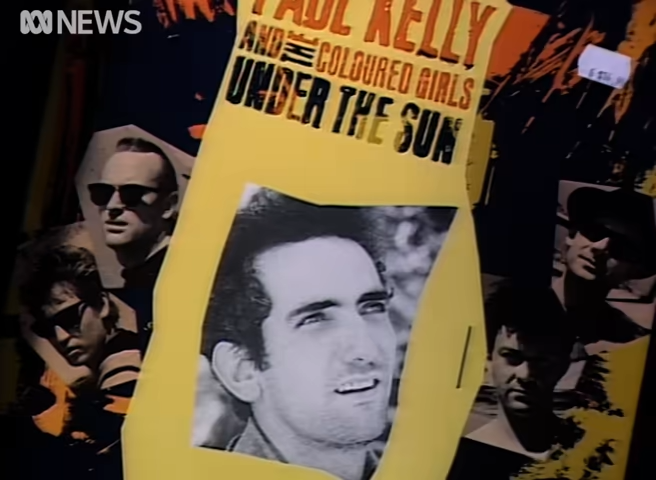 ABC NEWS
PAUL KELLY
AND THE COLOURED GIRLS
UNDER THE SUN